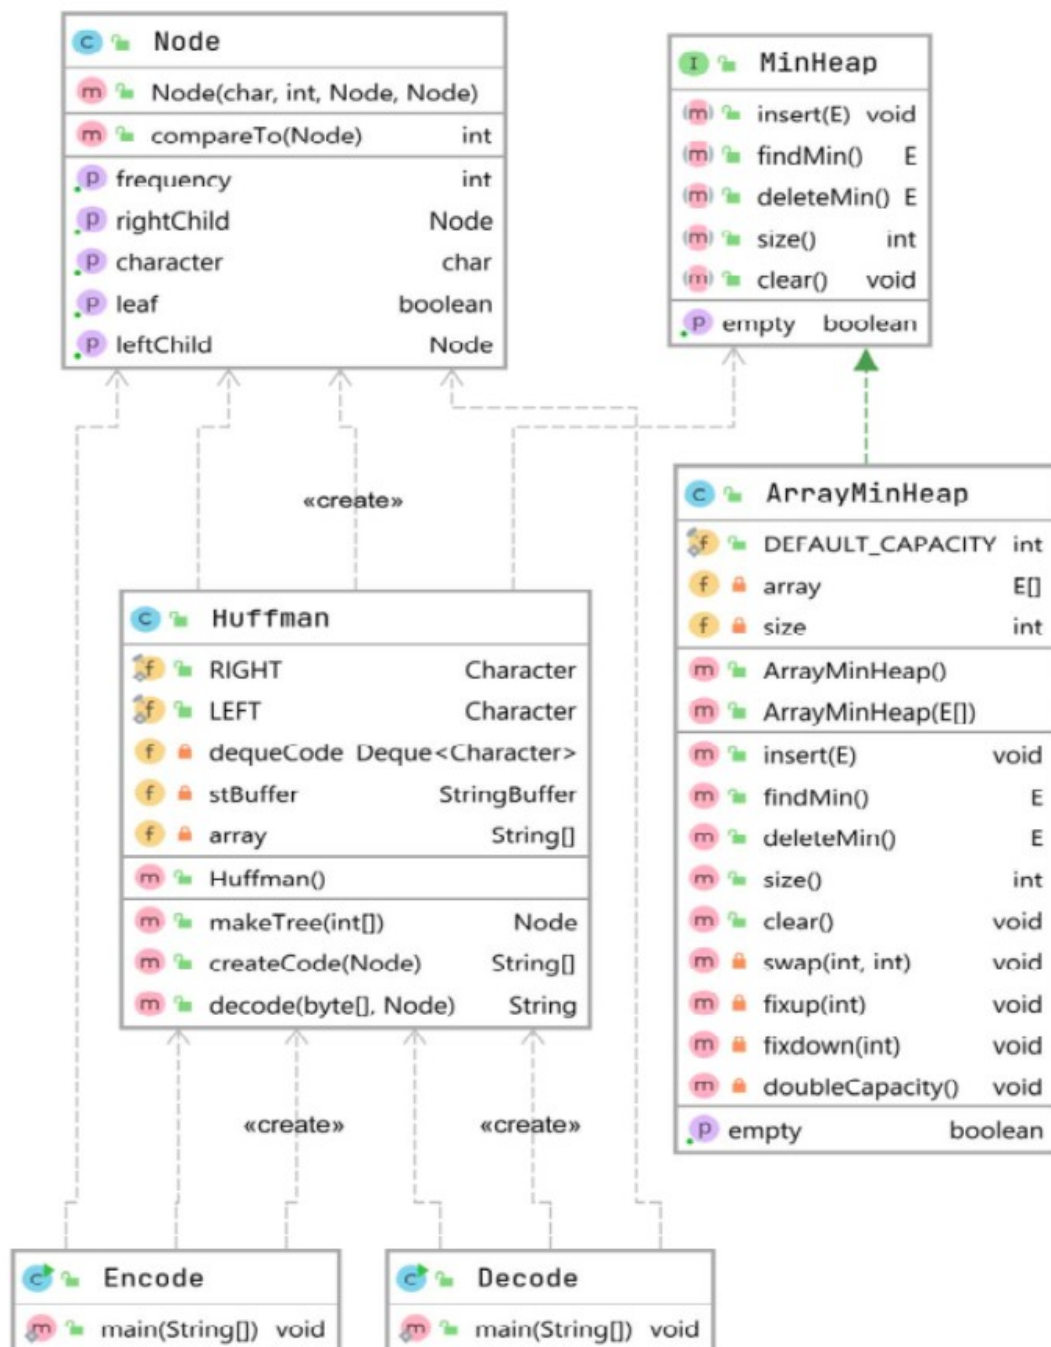 Node
Node(char, int, Node, Node)
compareTo(Node) int
frequency int
rightChild Node
character char
leaf boolean
leftChild Node
MinHeap
insert(E) void
findMin() E
deleteMin() E
size() int
clear() void
empty boolean
«create»
ArrayMinHeap
DEFAULT_CAPACITY int
array E[]
size int
ArrayMinHeap()
ArrayMinHeap(E[])
insert(E) void
findMin() E
deleteMin() E
size() int
clear() void
swap(int, int) void
fixup(int) void
fixdown(int) void
doubleCapacity() void
empty boolean
Huffman
RIGHT Character
LEFT Character
dequeCode Deque<Character>
stBuffer StringBuffer
array String[]
Huffman()
makeTree(int[]) Node
createCode(Node) String[]
decode(byte[], Node) String
«create» «create»
Encode
main(String[]) void
Decode
main(String[]) void